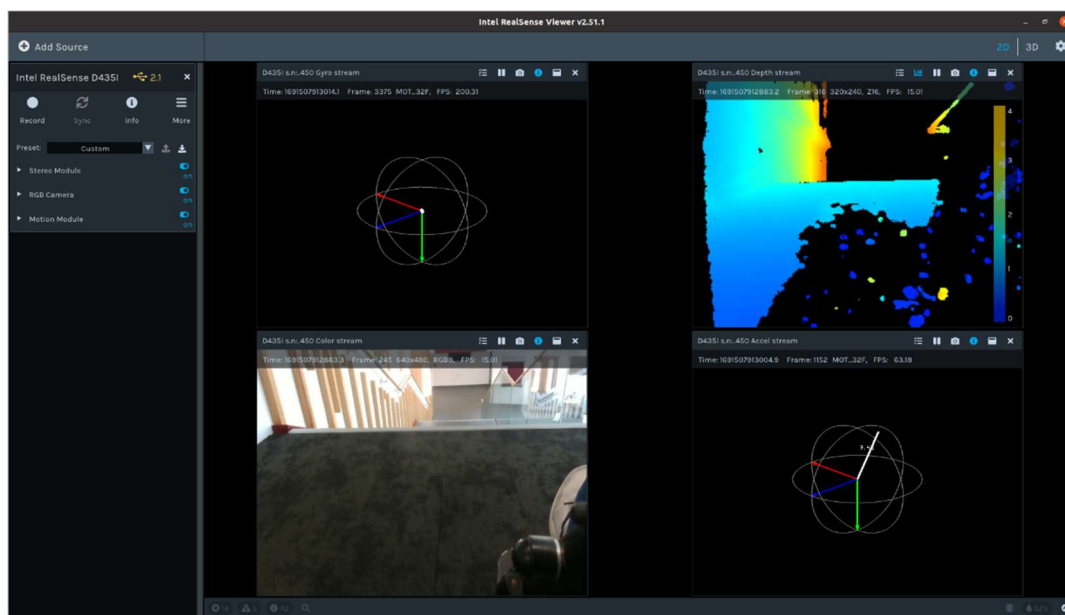 Intel RealSense Viewer v2.51.1
Add Source
2D | 3D
Intel RealSense D435I 2.1
Record Sync Info More
Preset: Custom
Stereo Module on
RGB Camera on
Motion Module on
D435I s.n:..450 Gyro stream
Time: 1691507913014.1 Frame: 3375 MOT_32F, FPS: 200.31
D435I s.n:..450 Depth stream
Time: 1691507912883.2 Frame: 316 320x240, Z16, FPS: 15.01
4
3
2
1
0
D435I s.n:..450 Color stream
Time: 1691507912883.3 Frame: 245 640x480, RGB8, FPS: 15.01
D435I s.n:..450 Accel stream
Time: 1691507913004.9 Frame: 1152 MOT_32F, FPS: 63.18